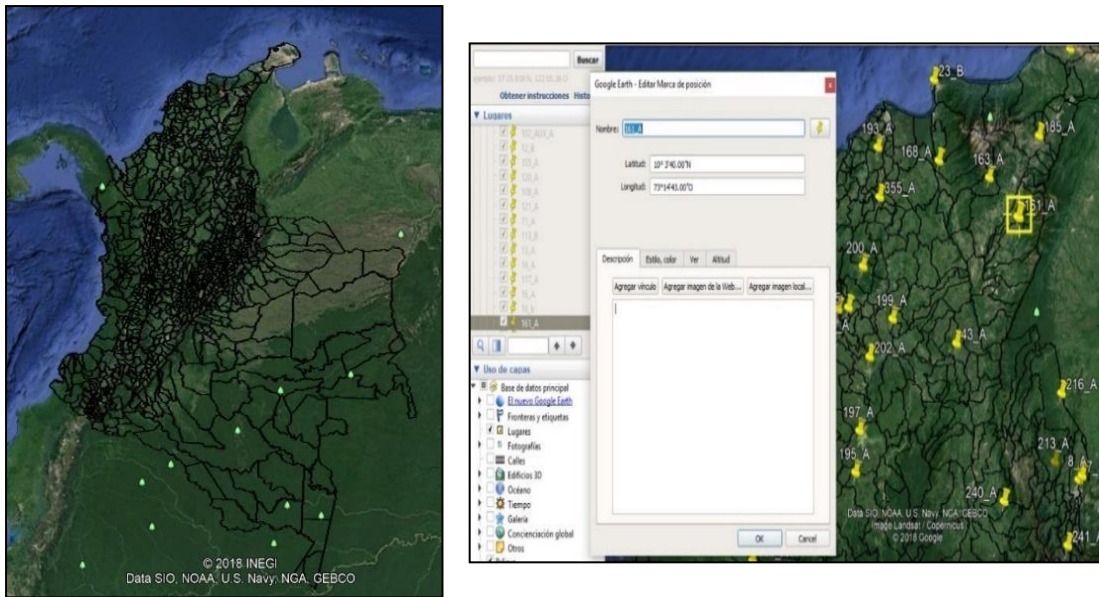 © 2018 INEGI
Data SIO, NOAA, U.S. Navy, NGA, GEBCO
Buscar
Obtener instrucciones
Lugares
102_AUX_A
161_A
Uso de capas
Base de datos principal
El nuevo Google Earth
Fronteras y etiquetas
Lugares
Fotografías
Calles
Edificios 3D
Océano
Tiempo
Galería
Concienciación global
Otros
Google Earth - Editar Marca de posición
Nombre: 161_A
Latitud: 10° 3'40.00"N
Longitud: 73°14'43.00"O
Descripción Estilo, color Ver Altitud
Agregar vínculo Agregar imagen de la Web... Agregar imagen local...
OK Cancel
23_B
193_A
185_A
168_A
163_A
355_A
161_A
200_A
199_A
_A
43_A
202_A
216_A
197_A
213_A
195_A
8_A
240_A
241_A
Data SIO, NOAA, U.S. Navy, NGA, GEBCO
Image Landsat / Copernicus
© 2018 Google